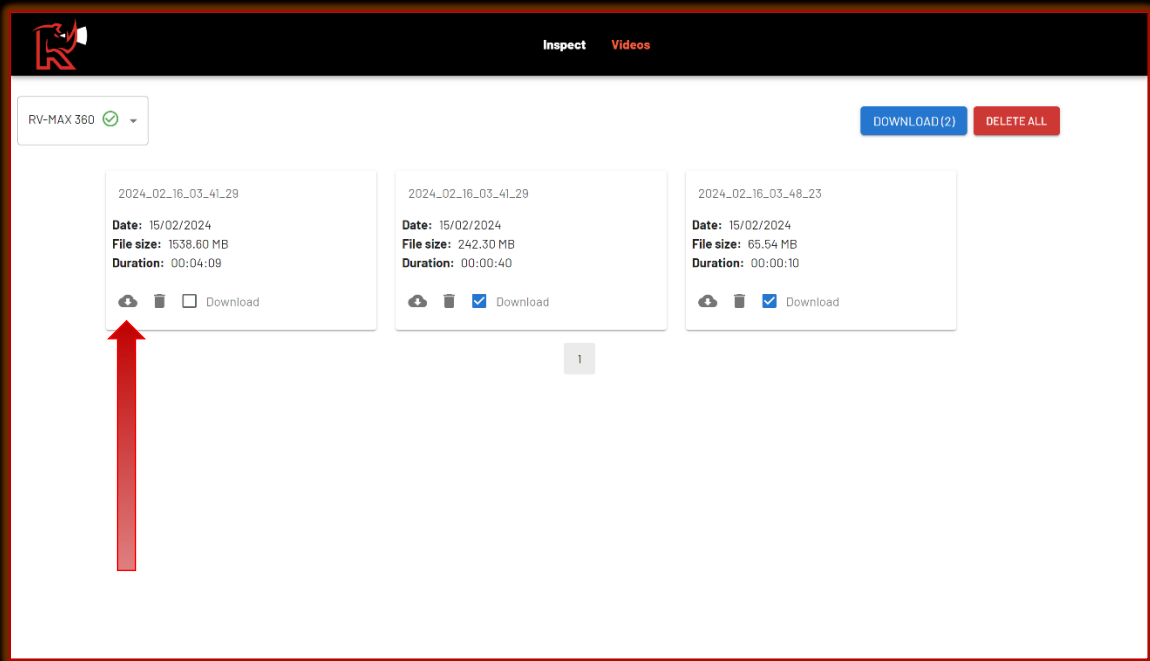 Inspect Videos
RV-MAX 360
DOWNLOAD (2) DELETE ALL
2024_02_16_03_41_29
Date: 15/02/2024
File size: 1538.60 MB
Duration: 00:04:09
Download
2024_02_16_03_41_29
Date: 15/02/2024
File size: 242.30 MB
Duration: 00:00:40
Download
2024_02_16_03_48_23
Date: 15/02/2024
File size: 65.54 MB
Duration: 00:00:10
Download
1